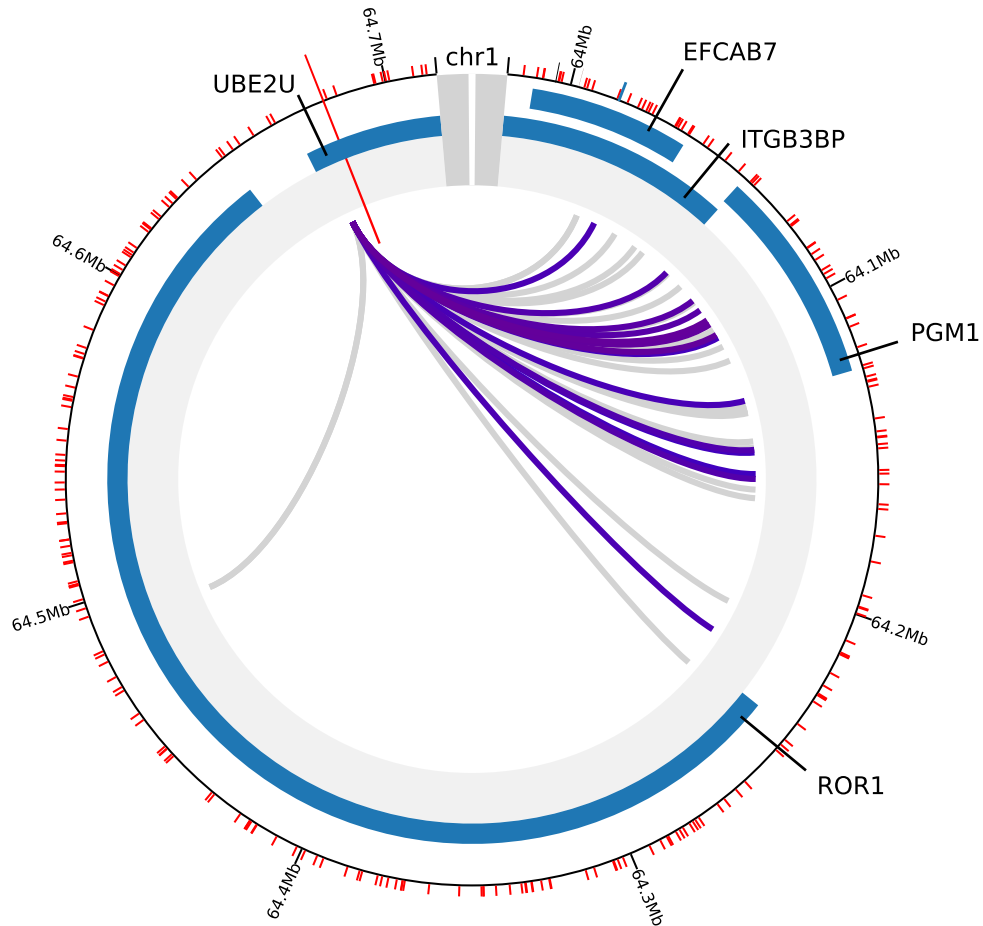 chr1
64Mb
EFCAB7
ITGB3BP
64.1Mb
PGM1
64.2Mb
ROR1
64.3Mb
64.4Mb
64.5Mb
64.6Mb
UBE2U
64.7Mb